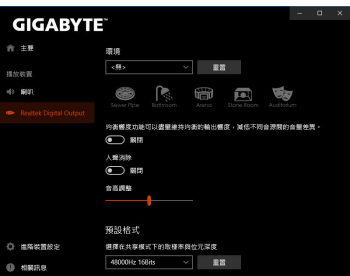 GIGABYTE™
主要
環境
<無>
重置
播放裝置
喇叭
Sewer Pipe
Bathroom
Arena
Stone Room
Auditorium
Realtek Digital Output
均衡響度功能可以盡量維持均衡的輸出響度，減低不同音源間的音量差異。
關閉
人聲消除
關閉
音高調整
預設格式
進階裝置設定
選擇在共享模式下的取樣率與位元深度
48000Hz 16Bits
重置
相關訊息